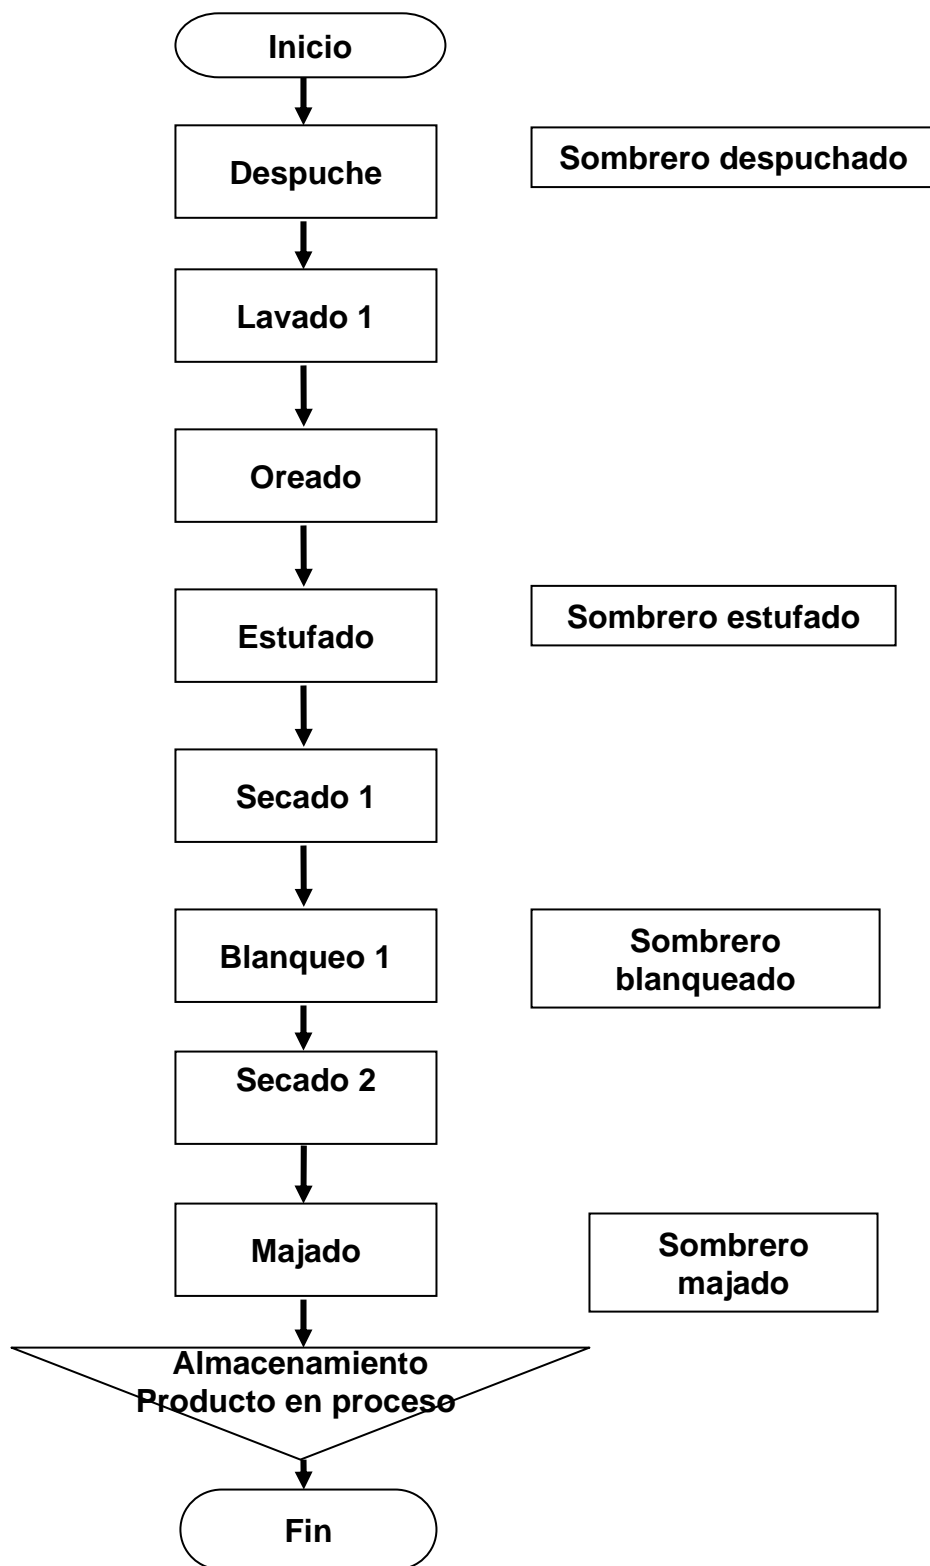 Inicio
Despuche
Sombrero despuchado
Lavado 1
Oreado
Estufado
Sombrero estufado
Secado 1
Blanqueo 1
Sombrero
blanqueado
Secado 2
Majado
Sombrero
majado
Almacenamiento
Producto en proceso
Fin